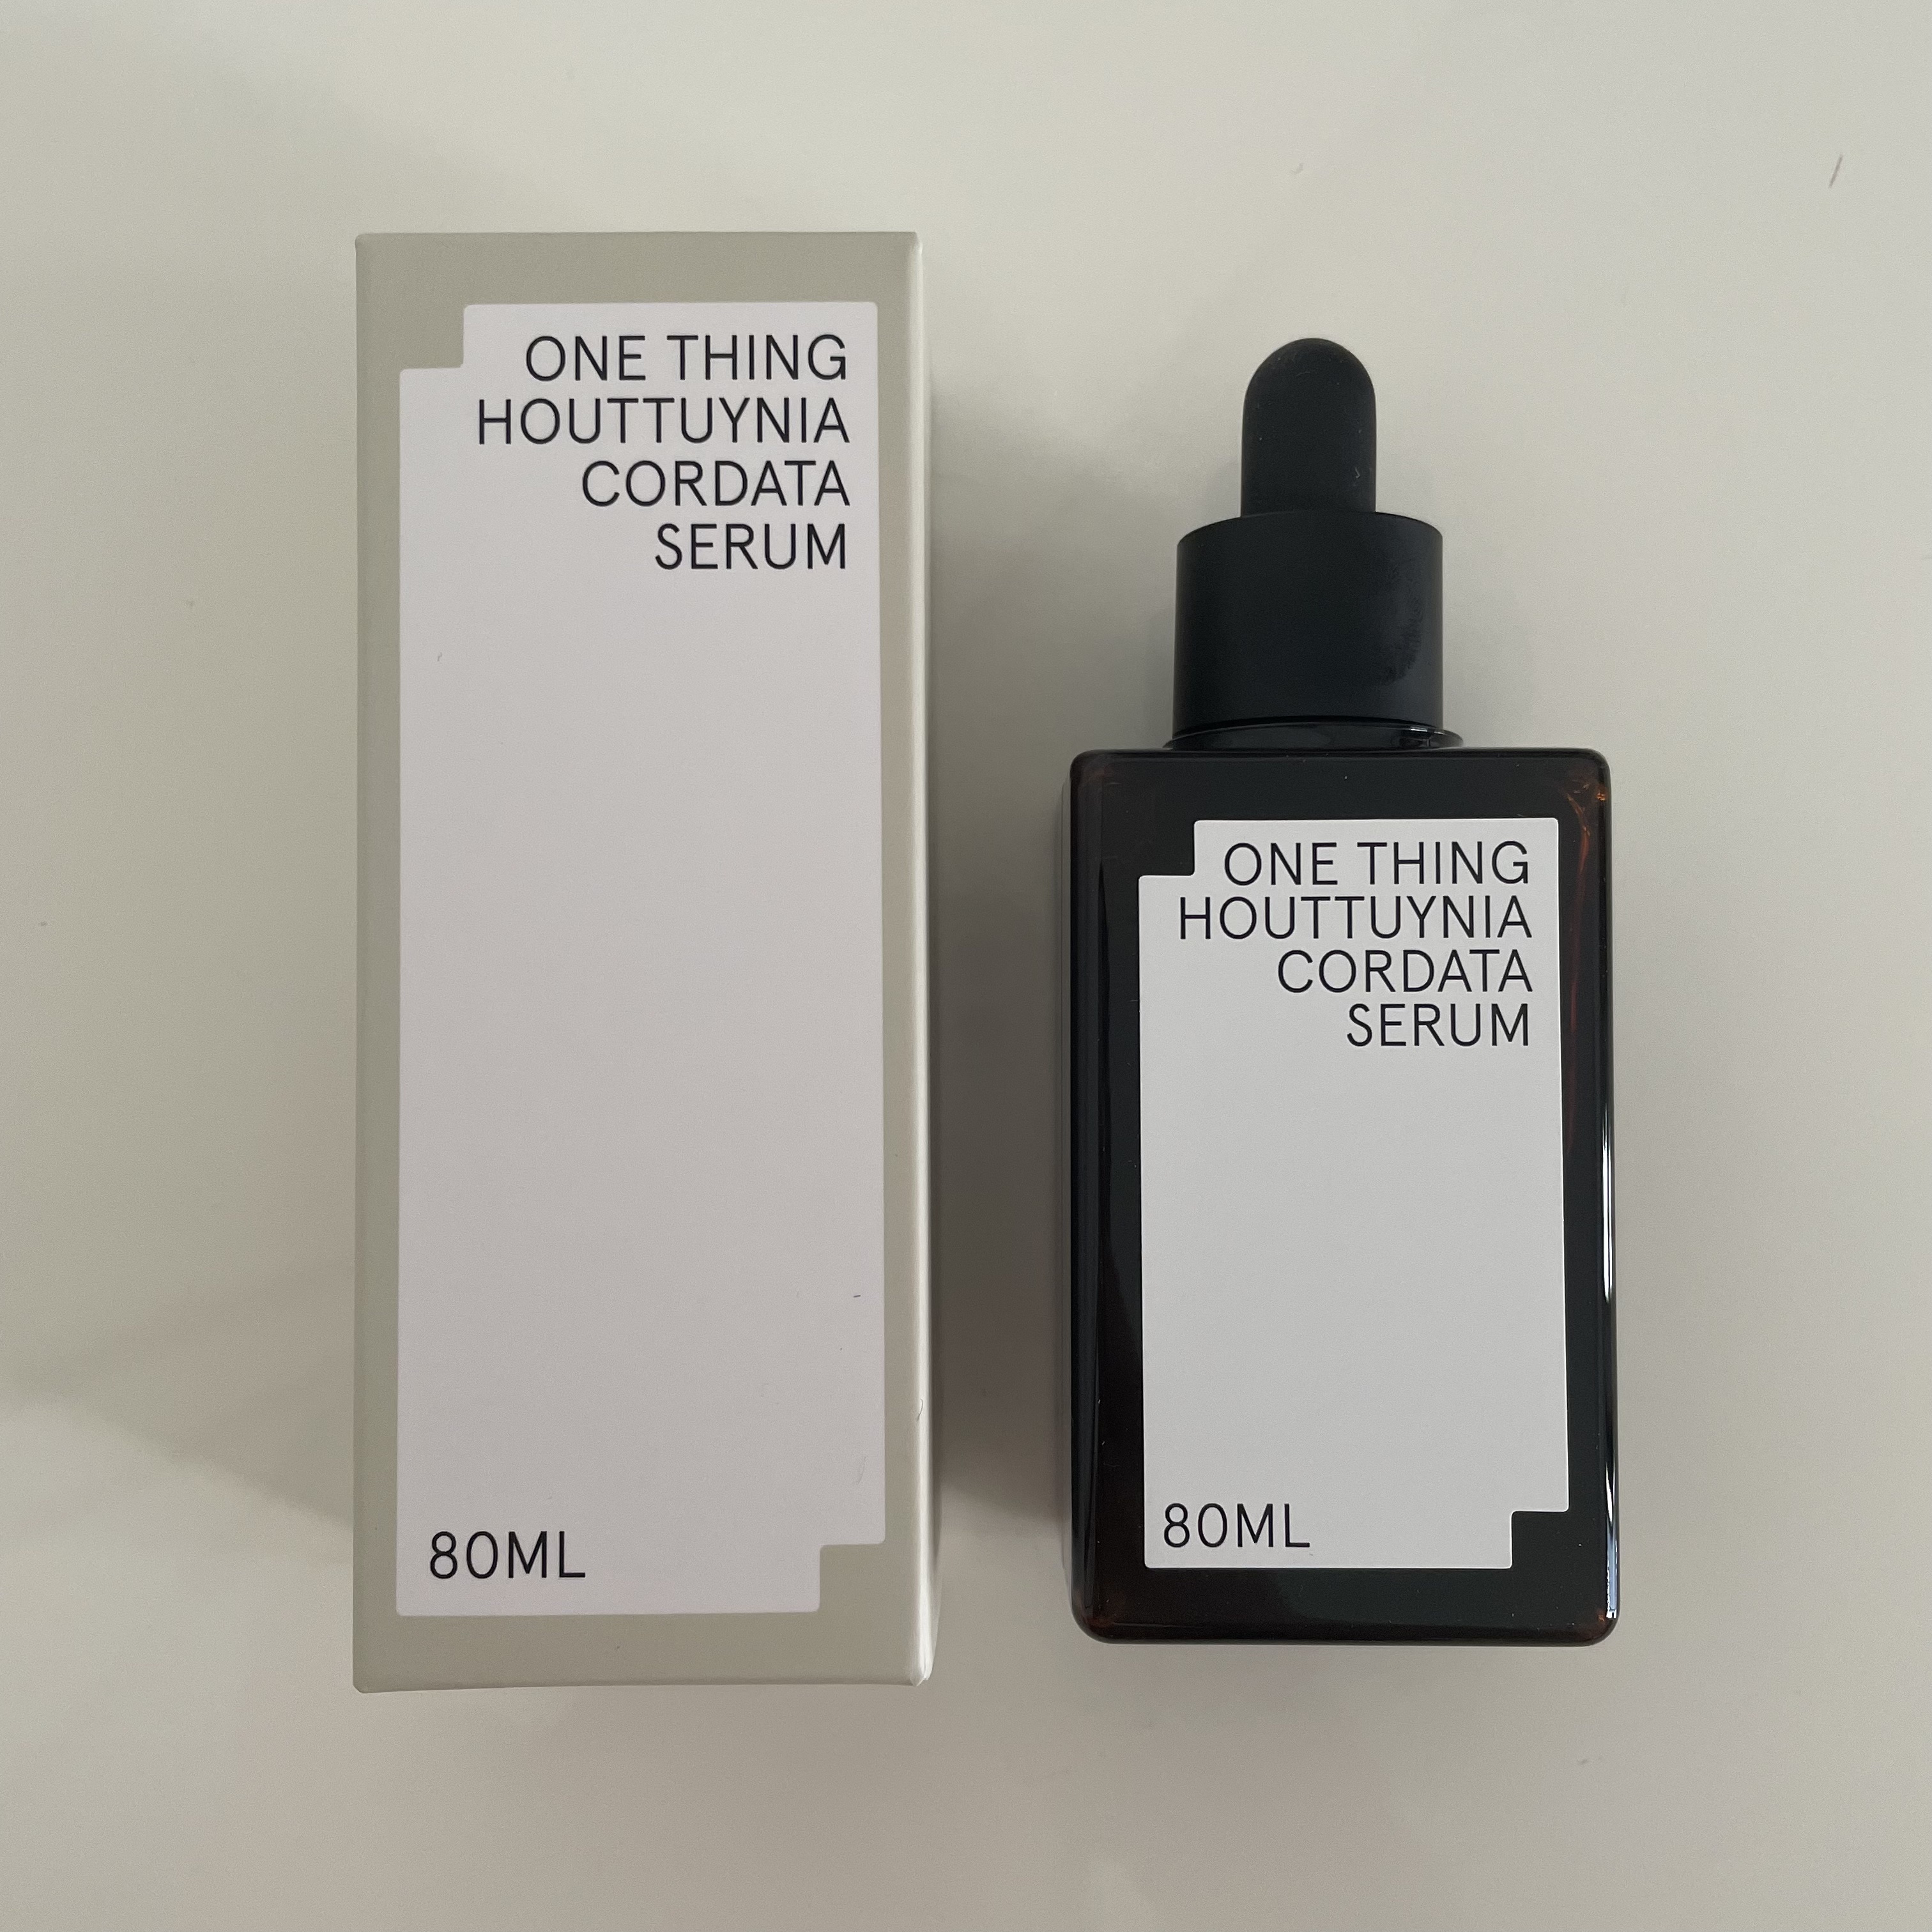 ONE THING
HOUTTUYNIA
CORDATA
SERUM
80ML
ONE THING
HOUTTUYNIA
CORDATA
SERUM
80ML